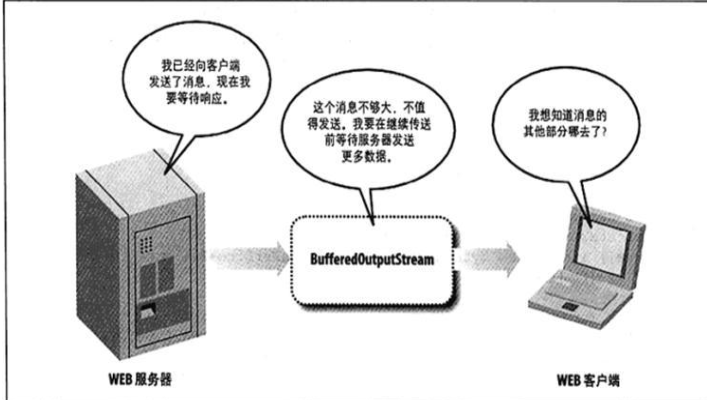 我已经向客户端
发送了消息，现在我
要等待响应。
这个消息不够大，不值
得发送。我要在继续传送
前等待服务器发送
更多数据。
我想知道消息的
其他部分哪去了？
BufferedOutputStream
WEB 服务器
WEB 客户端